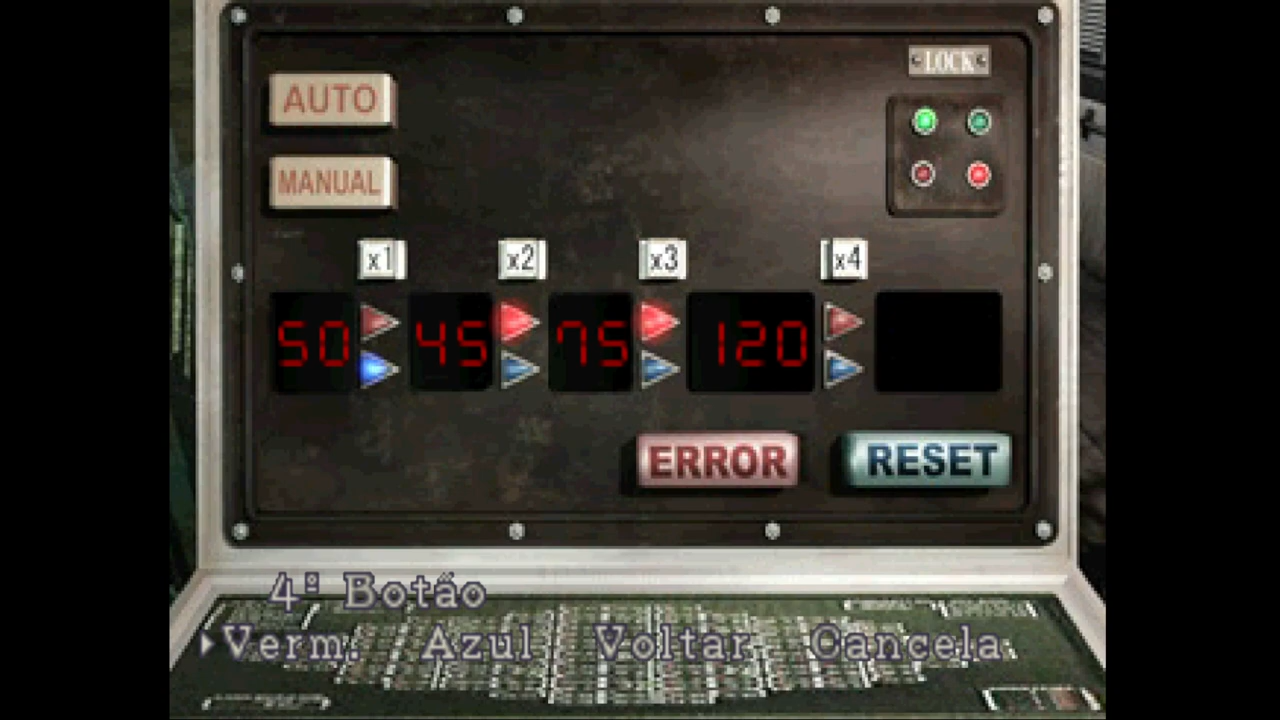 LOCK
AUTO
MANUAL
x1 x2 x3 x4
50 45 75 120
ERROR RESET
4º Botão
Verm. Azul Voltar Cancela